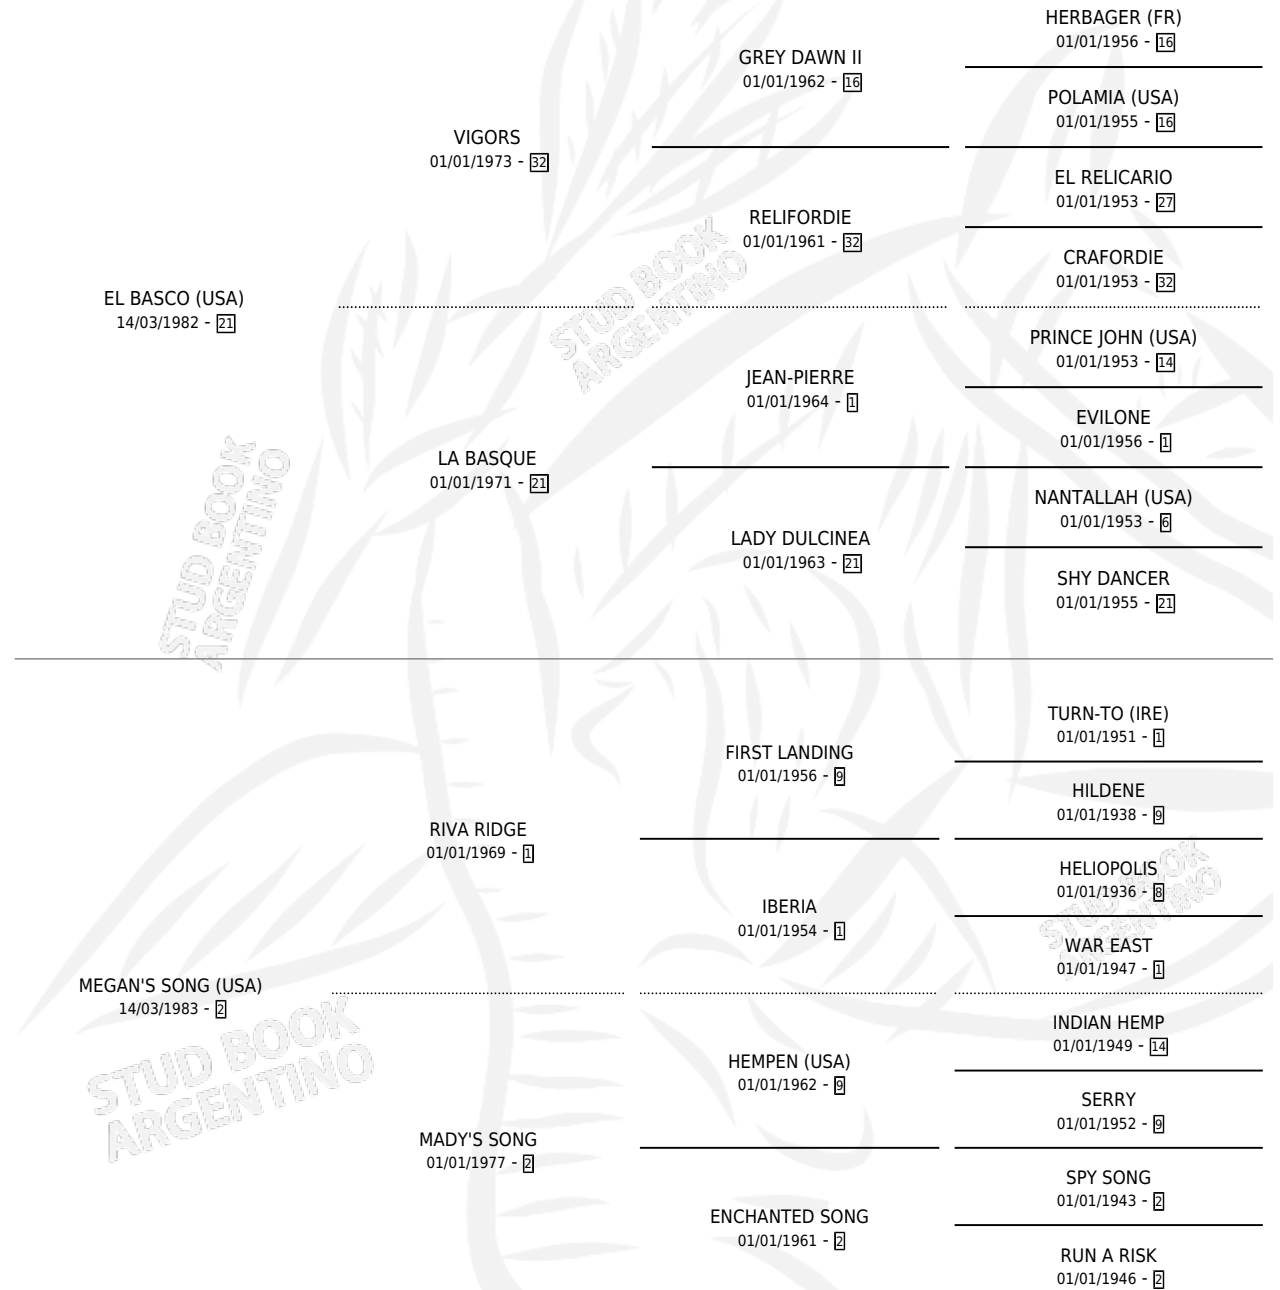 HERBAGER (FR)
01/01/1956 - 16
GREY DAWN II
01/01/1962 - 16
POLAMIA (USA)
01/01/1955 - 16
VIGORS
01/01/1973 - 32
EL RELICARIO
01/01/1953 - 27
RELIFORDIE
01/01/1961 - 32
CRAFORDIE
01/01/1953 - 32
EL BASCO (USA)
14/03/1982 - 21
STUD BOOK
ARGENTINO
PRINCE JOHN (USA)
01/01/1953 - 14
JEAN-PIERRE
01/01/1964 - 1
EVILONE
01/01/1956 - 1
LA BASQUE
01/01/1971 - 21
NANTALLAH (USA)
01/01/1953 - 6
LADY DULCINEA
01/01/1963 - 21
SHY DANCER
01/01/1955 - 21
STUD BOOK
ARGENTINO
TURN-TO (IRE)
01/01/1951 - 1
FIRST LANDING
01/01/1956 - 9
HILDENE
01/01/1938 - 9
RIVA RIDGE
01/01/1969 - 1
HELIOPOLIS
01/01/1936 - 8
IBERIA
01/01/1954 - 1
STUD BOOK
ARGENTINO
WAR EAST
01/01/1947 - 1
MEGAN'S SONG (USA)
14/03/1983 - 2
STUD BOOK
ARGENTINO
INDIAN HEMP
01/01/1949 - 14
HEMPEN (USA)
01/01/1962 - 9
SERRY
01/01/1952 - 9
MADY'S SONG
01/01/1977 - 2
SPY SONG
01/01/1943 - 2
ENCHANTED SONG
01/01/1961 - 2
RUN A RISK
01/01/1946 - 2